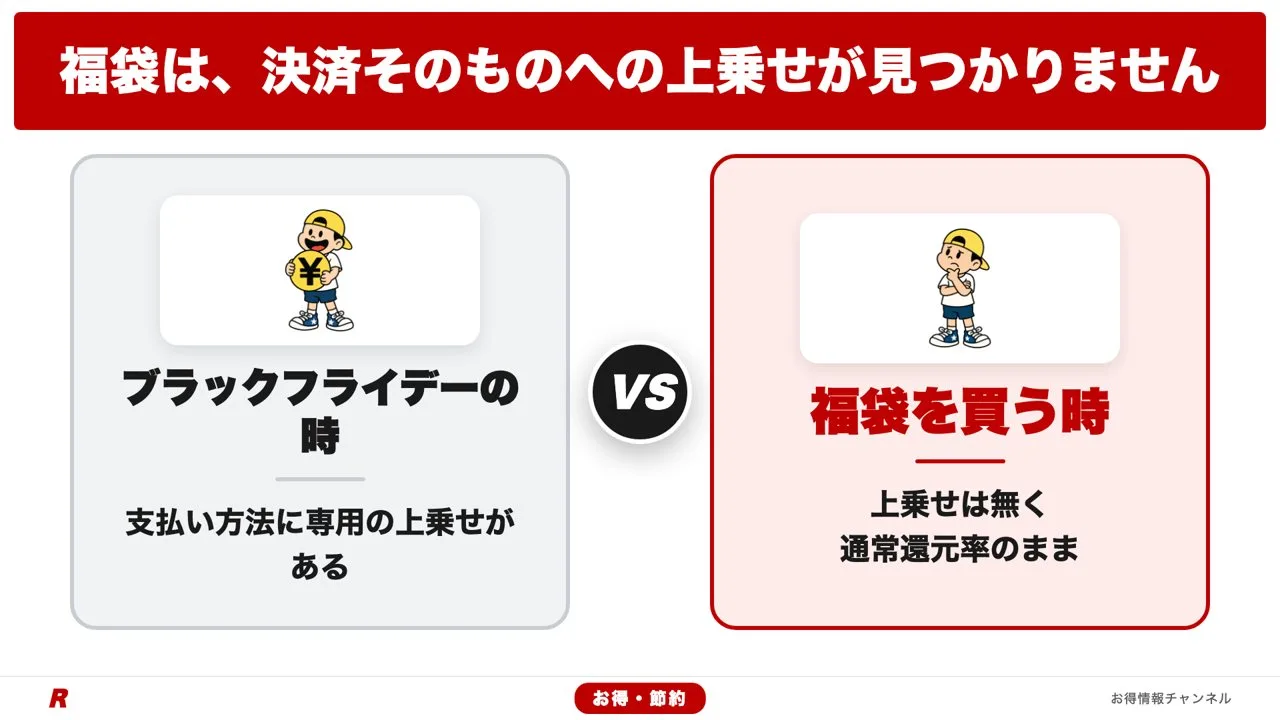 福袋は、決済そのものへの上乗せが見つかりません
¥
ブラックフライデーの
時
支払い方法に専用の上乗せが
ある
VS
福袋を買う時
上乗せは無く
通常還元率のまま
R
お得・節約
お得情報チャンネル